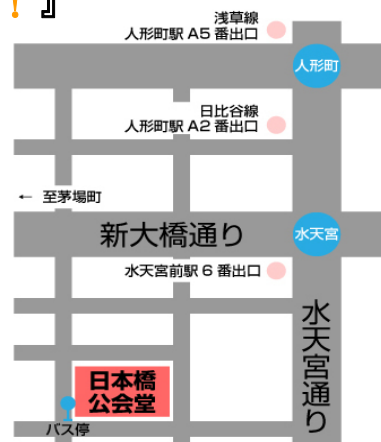 ！』
浅草線
人形町駅 A5 番出口
人形町
日比谷線
人形町駅 A2 番出口
← 至茅場町
新大橋通り
水天宮
水天宮前駅 6 番出口
水天宮通り
日本橋
公会堂
バス停